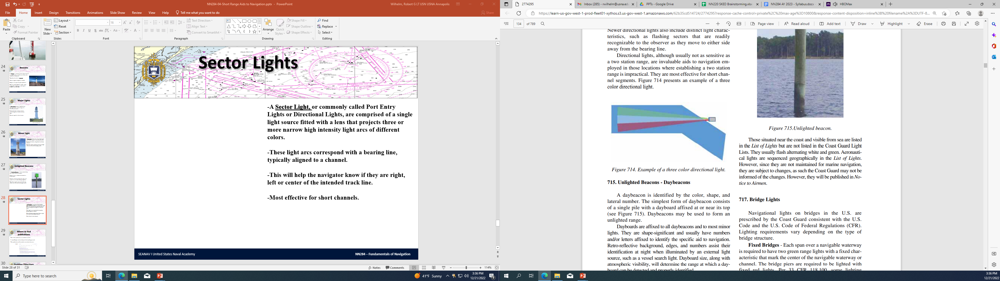 NN284-04-Short Range Aids to Navigation.pptx - PowerPoint
Wilhelm, Robert G LT USN USNA Annapolis
File Home Insert Design Transitions Animations Slide Show Review View Help Tell me what you want to do
Share
Paste
Cut
Copy
Format Painter
Clipboard
New Slide
Layout
Reset
Section
Slides
16
Font
Text Direction
Align Text
Convert to SmartArt
Paragraph
Arrange
Quick Styles
Shape Fill
Shape Outline
Shape Effects
Drawing
Find
Replace
Select
Editing
24
Beacons
25
Major Lights
26
Minor Light
27
Unlighted Beacons
28
Sector Lights
29
Where to find publications
30
Enabling Objectives
Sector Lights
-A Sector Light, or commonly called Port Entry
Lights or Directional Lights, are comprised of a single
light source fitted with a lens that projects three or
more narrow high intensity light arcs of different
colors.
-These light arcs correspond with a bearing line,
typically aligned to a channel.
-This will help the navigator know if they are right,
left or center of the intended track line.
-Most effective for short channels.
SEANAV I United States Naval Academy
NN284 – Fundamentals of Navigation
Slide 28 of 31
Notes
Comments
114%
Type here to search
41°F Sunny
3:36 PM
12/21/2022
2774295
Inbox (285) - rwilhelm@usna.edu
PPTs - Google Drive
NN220 SKED Brainstorming.xlsx
NN284 AY 2023 - Syllabus.docx
HBOMax
https://learn-us-gov-west-1-prod-fleet01-xythos.s3.us-gov-west-1.amazonaws.com/62b35cd514724/2774295?response-cache-control=private%2C%20max-age%3D10800&response-content-disposition=inline%3B%20filename%2A%3DUTF-8...
134 of 789
Page view Read aloud Add text Draw Highlight Erase
Newer directional lights also include distinct light charac-
teristics, such as flashing sectors that are readily
recognizable to the observer as they move to either side
away from the bearing line.
Directional lights, although usually not as sensitive as
a two station range, are invaluable aids to navigation em-
ployed in those locations where establishing a two station
range is impractical. They are most effective for short chan-
nel segments. Figure 714 presents an example of a three
color directional light.
Figure 714. Example of a three color directional light.
715. Unlighted Beacons - Daybeacons
A daybeacon is identified by the color, shape, and
lateral number. The simplest form of daybeacon consists
of a single pile with a dayboard affixed at or near its top
(see Figure 715). Daybeacons may be used to form an
unlighted range.
Dayboards are affixed to all daybeacons and to most minor
lights. They are shape-significant and usually have numbers
and/or letters affixed to identify the specific aid to navigation.
Retro-reflective background, edges, and numbers assist their
identification at night when illuminated by an external light
source, such as a vessel search light. Dayboard size, along with
atmospheric visibility, will determine the range at which a day-
board can be detected and properly identified.
Figure 715.Unlighted beacon.
Those situated near the coast and visible from sea are listed
in the List of Lights but are not listed in the Coast Guard Light
Lists. They usually flash alternating white and green. Aeronauti-
cal lights are sequenced geographically in the List of Lights.
However, since they are not maintained for marine navigation,
they are subject to changes, as such the Coast Guard may not be
informed of the changes. However, they will be published in No-
tice to Airmen.
717. Bridge Lights
Navigational lights on bridges in the U.S. are
prescribed by the Coast Guard consistent with the U.S.
Code and the U.S. Code of Federal Regulations (CFR).
Lighting requirements vary depending on the type of
bridge structure.
Fixed Bridges - Each span over a navigable waterway
is required to have two green range lights with a fixed char-
acteristic that mark the center of the navigable waterway or
channel. The bridge piers are required to be lighted with
fixed red lights. Per 33 CFR 118.100, some lighting
3:36 PM
12/21/2022